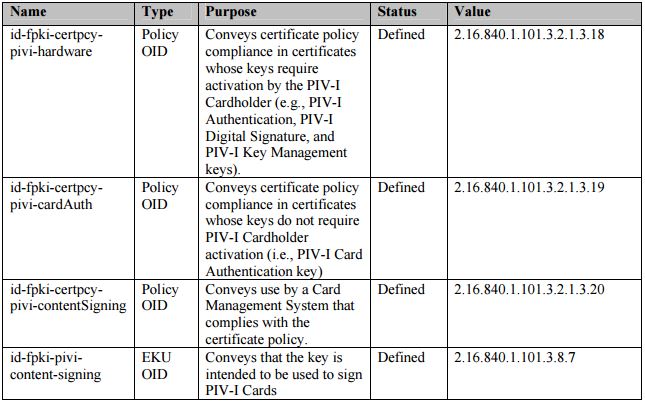 Name Type Purpose Status Value
id-fpki-certpcy- Policy Conveys certificate policy Defined 2.16.840.1.101.3.2.1.3.18
pivi-hardware OID compliance in certificates
whose keys require
activation by the PIV-I
Cardholder (e.g., PIV-I
Authentication, PIV-I
Digital Signature, and
PIV-I Key Management
keys).
id-fpki-certpcy- Policy Conveys certificate policy Defined 2.16.840.1.101.3.2.1.3.19
pivi-cardAuth OID compliance in certificates
whose keys do not require
PIV-I Cardholder
activation (i.e., PIV-I Card
Authentication key)
id-fpki-certpcy- Policy Conveys use by a Card Defined 2.16.840.1.101.3.2.1.3.20
pivi-contentSigning OID Management System that
complies with the
certificate policy.
id-fpki-pivi- EKU Conveys that the key is Defined 2.16.840.1.101.3.8.7
content-signing OID intended to be used to sign
PIV-I Cards